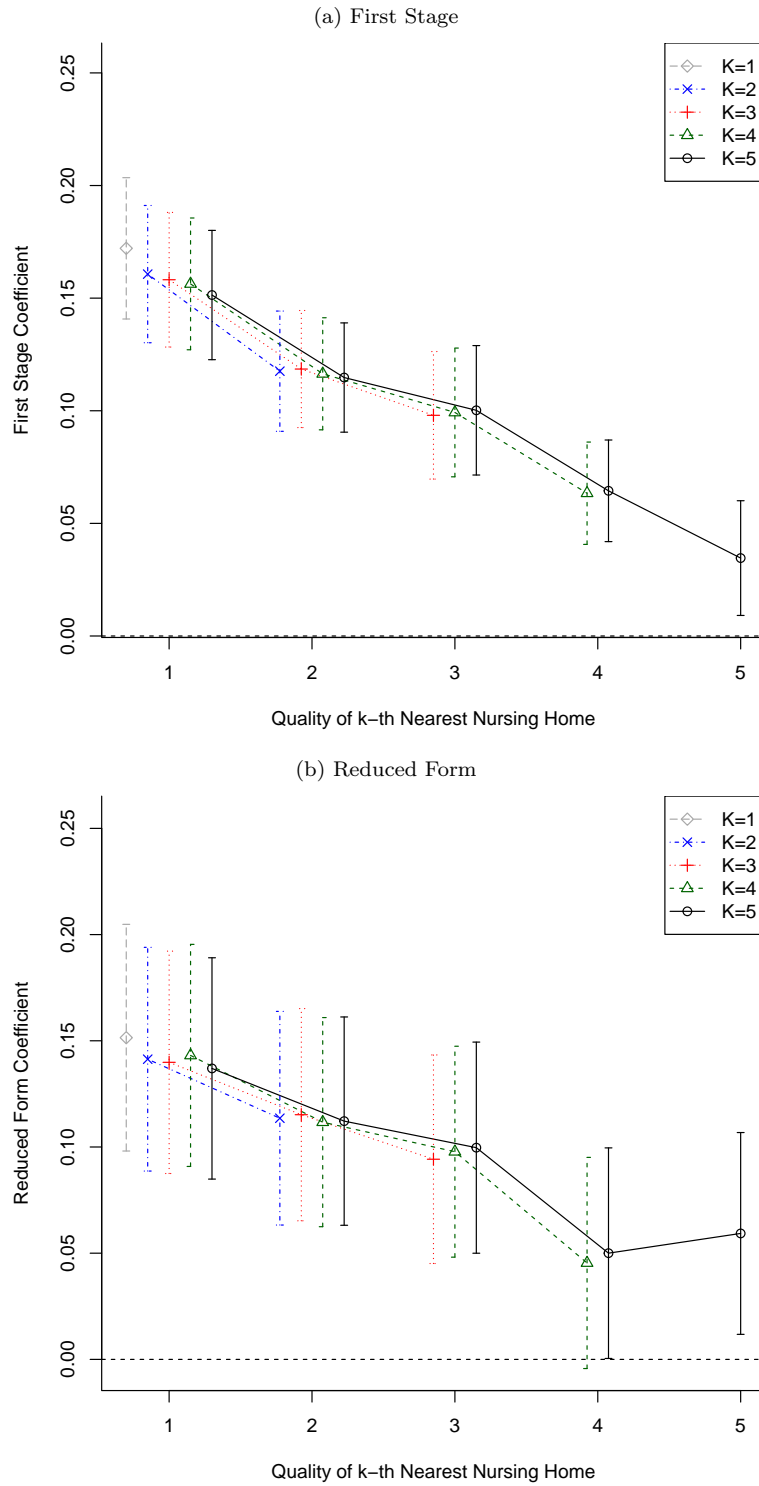 (a) First Stage
K=1
K=2
K=3
K=4
K=5
0.25
0.20
0.15
0.10
0.05
0.00
First Stage Coefficient
1 2 3 4 5
Quality of k−th Nearest Nursing Home
(b) Reduced Form
K=1
K=2
K=3
K=4
K=5
0.25
0.20
0.15
0.10
0.05
0.00
Reduced Form Coefficient
1 2 3 4 5
Quality of k−th Nearest Nursing Home